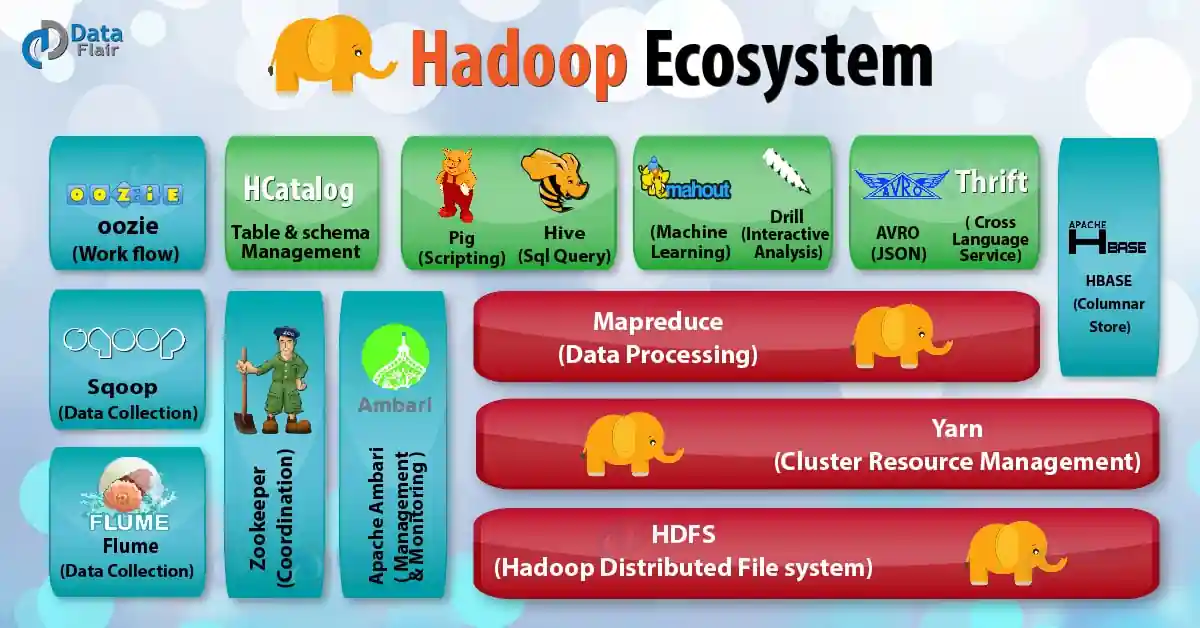 Data
Flair
Hadoop Ecosystem
OOZIE
oozie
(Work flow)
HCatalog
Table & schema
Management
Pig
(Scripting)
Hive
(Sql Query)
mahout
(Machine
Learning)
Drill
(Interactive
Analysis)
AVRO
AVRO
(JSON)
Thrift
( Cross
Language
Service)
APACHE
HBASE
HBASE
(Columnar
Store)
sqoop
Sqoop
(Data Collection)
FLUME
Flume
(Data Collection)
ZOO
Zookeeper
(Coordination)
Ambari
Apache Ambari
( Management
& Monitoring )
Mapreduce
(Data Processing)
Yarn
(Cluster Resource Management)
HDFS
(Hadoop Distributed File system)